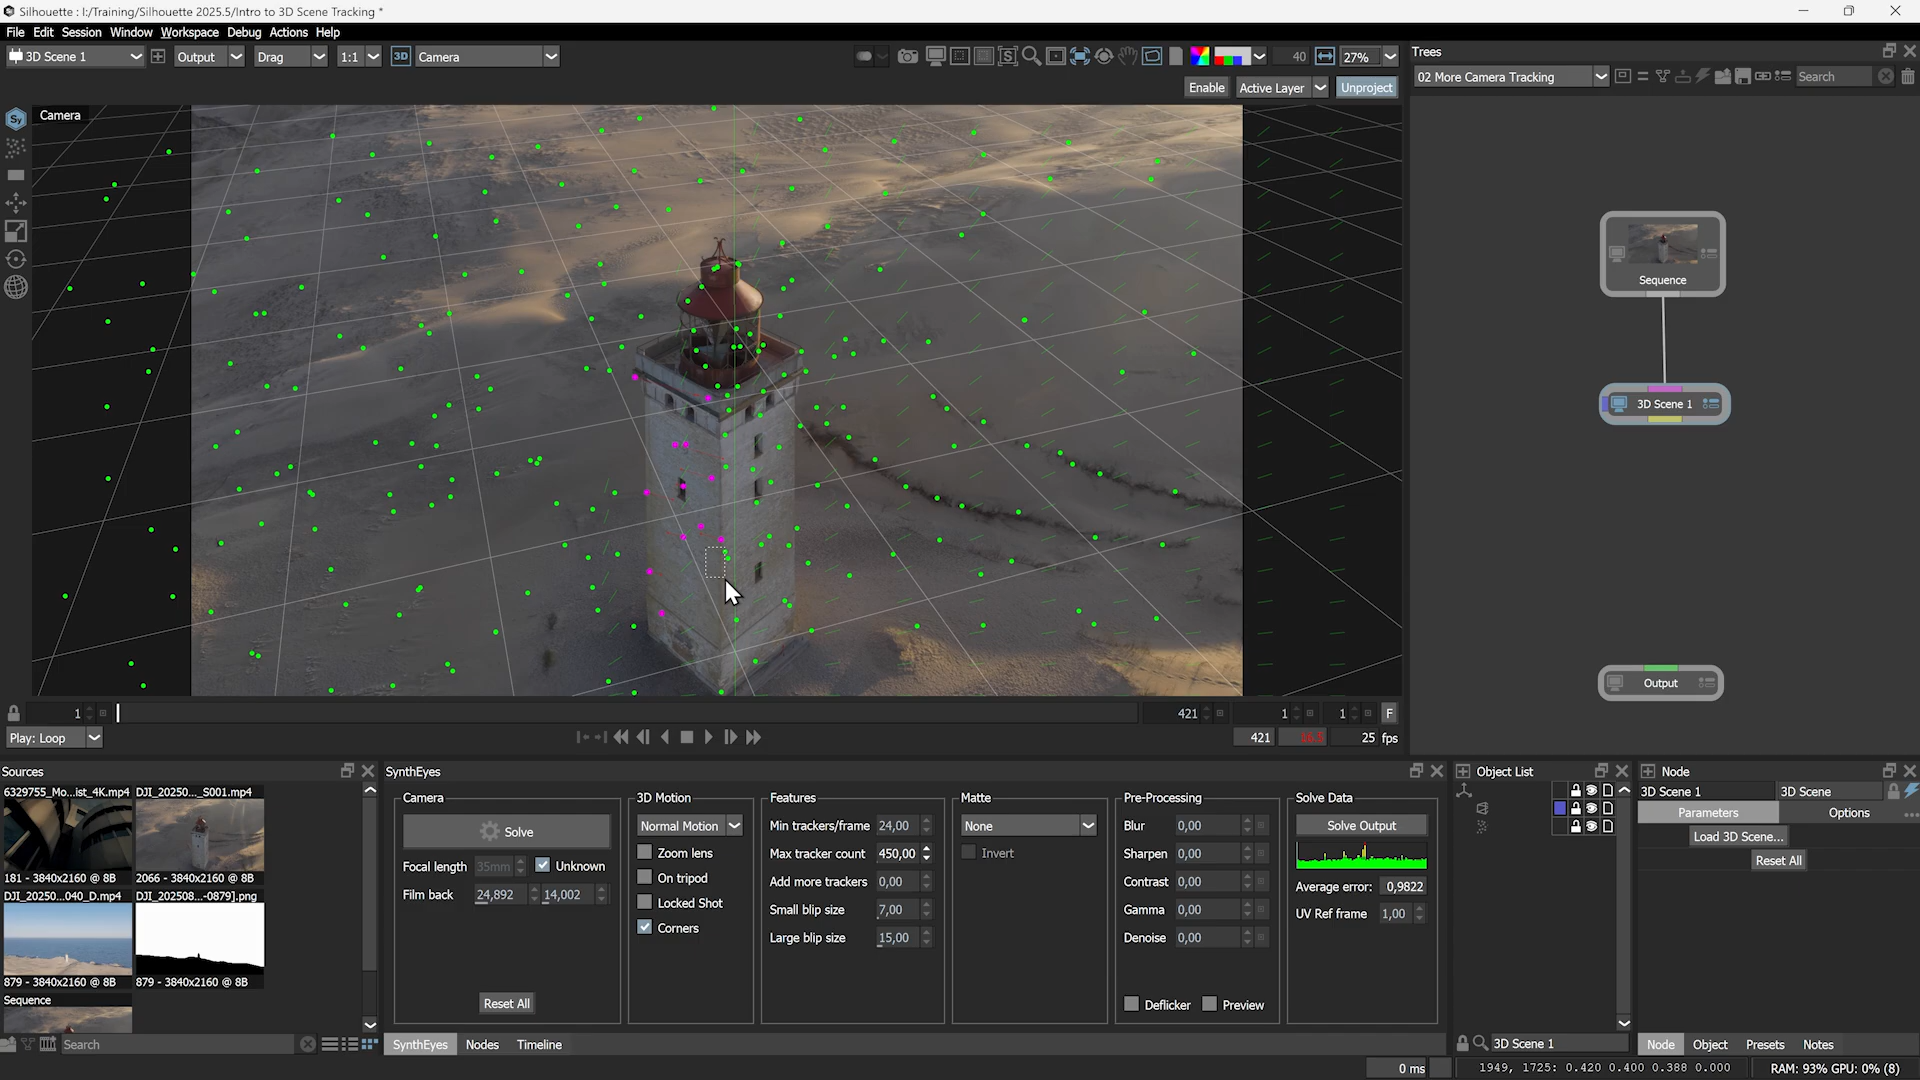 Silhouette : I:/Training/Silhouette 2025.5/Intro to 3D Scene Tracking *
File Edit Session Window Workspace Debug Actions Help
3D Scene 1 Output Drag 1:1 3D Camera 40 27%
Trees
02 More Camera Tracking Search
Enable Active Layer Unproject
Sy Camera
Sequence
3D Scene 1
Output
1 421 1 1 F
Play: Loop 421 25 fps
Sources
6329755_Mo...ist_4K.mp4 DJI_20250..._S001.mp4
181 - 3840x2160 @ 8B 2066 - 3840x2160 @ 8B
DJI_20250...040_D.mp4 DJI_202508...-0879].png
879 - 3840x2160 @ 8B 879 - 3840x2160 @ 8B
Sequence
Search
SynthEyes
Camera
Solve
Focal length 35mm Unknown
Film back 24,892 14,002
Reset All
3D Motion
Normal Motion
Zoom lens
On tripod
Locked Shot
Corners
Features
Min trackers/frame 24,00
Max tracker count 450,00
Add more trackers 0,00
Small blip size 7,00
Large blip size 15,00
Matte
None
Invert
Pre-Processing
Blur 0,00
Sharpen 0,00
Contrast 0,00
Gamma 0,00
Denoise 0,00
Deflicker Preview
Solve Data
Solve Output
Average error: 0,9822
UV Ref frame 1,00
SynthEyes Nodes Timeline
Object List
3D Scene 1
Node
3D Scene 1 3D Scene
Parameters Options
Load 3D Scene...
Reset All
Node Object Presets Notes
0 ms 1949, 1725: 0.420 0.400 0.388 0.000 RAM: 93% GPU: 0% (8)